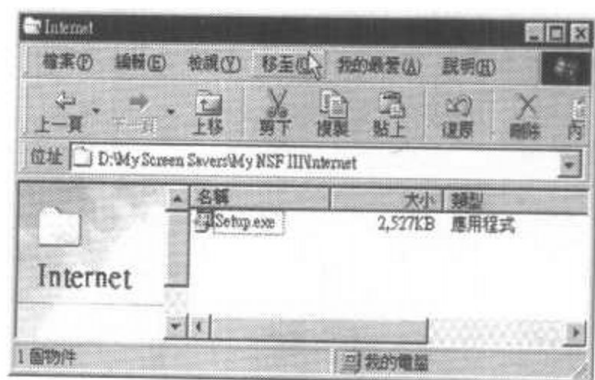 Internet
檔案(F) 編輯(E) 檢視(V) 移至(G) 我的最愛(A) 說明(H)
上一頁 下一頁 上移 剪下 複製 貼上 復原 刪除 內
位址 D:\My Screen Savers\My NSF III\Internet
名稱 大小 類型
Setup.exe 2,527KB 應用程式
Internet
1 個物件 我的電腦